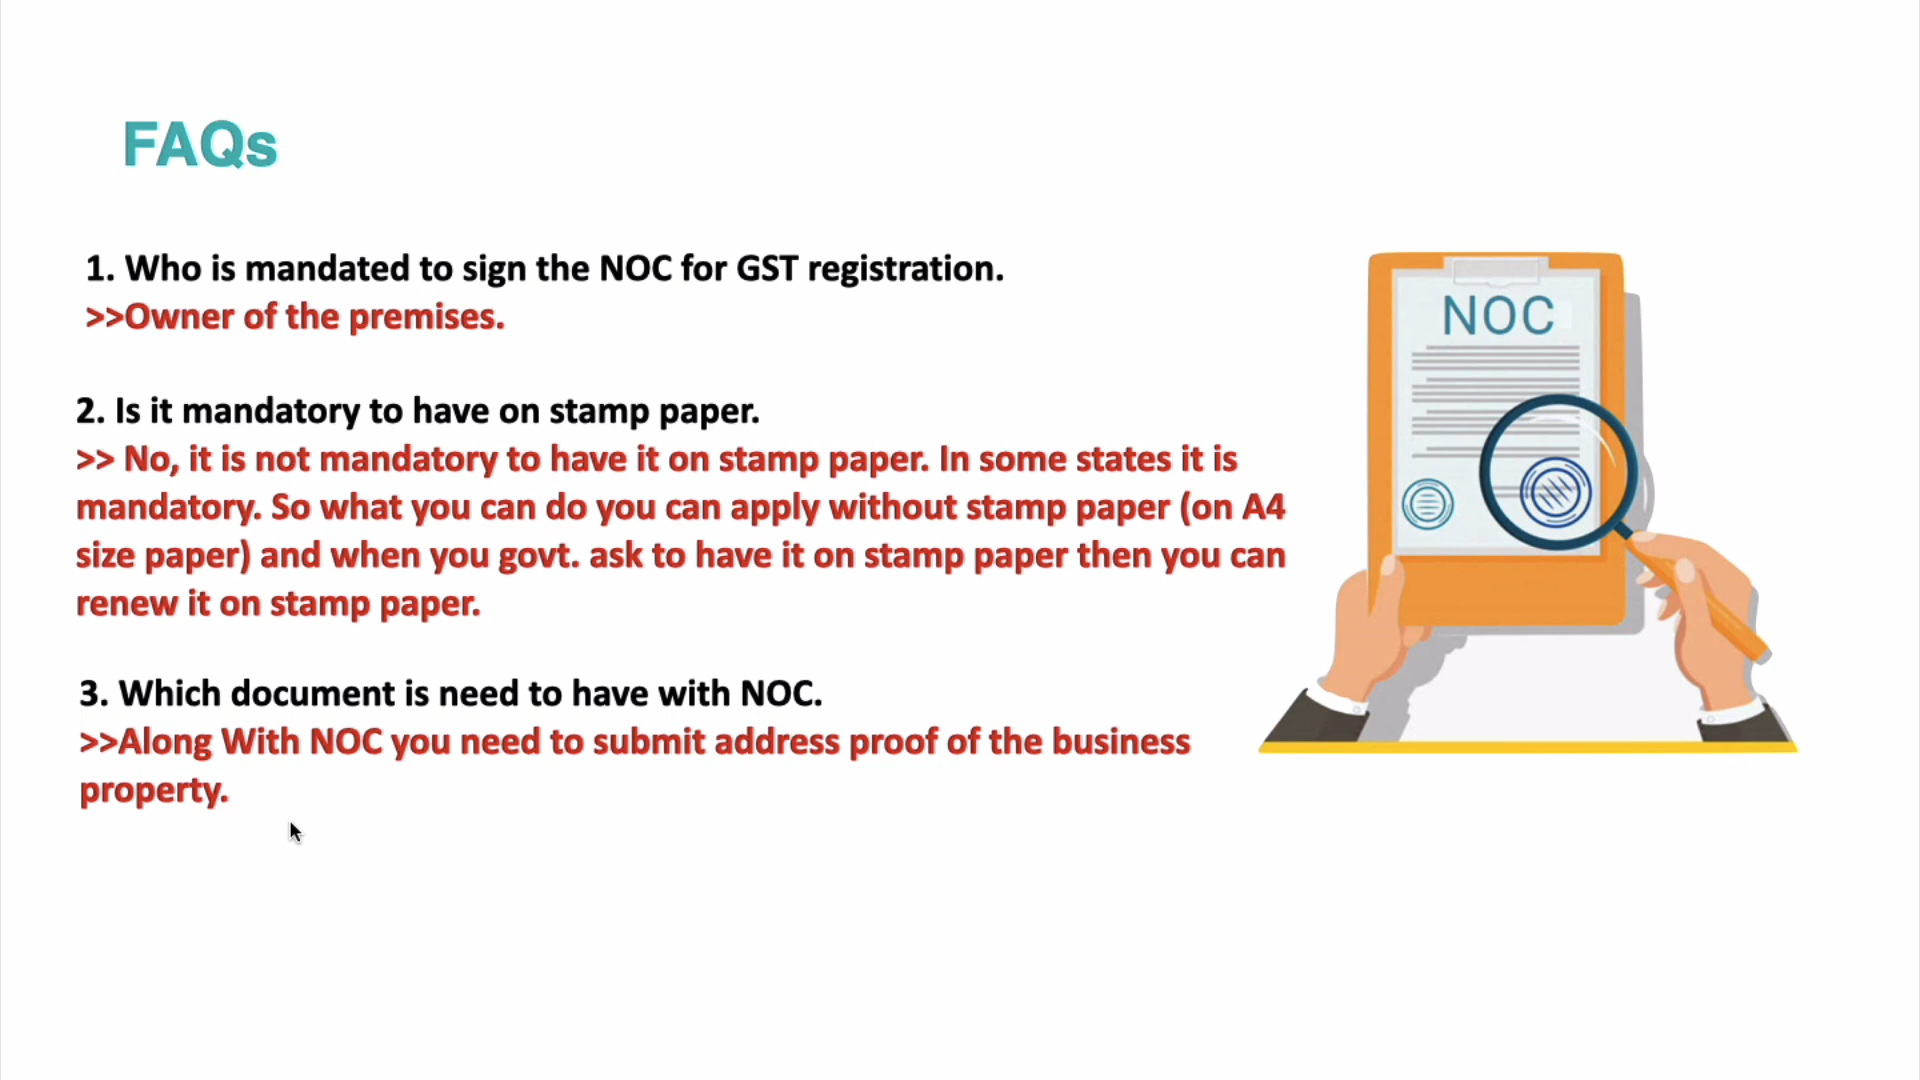 FAQs
1. Who is mandated to sign the NOC for GST registration.
>>Owner of the premises.
2. Is it mandatory to have on stamp paper.
>> No, it is not mandatory to have it on stamp paper. In some states it is
mandatory. So what you can do you can apply without stamp paper (on A4
size paper) and when you govt. ask to have it on stamp paper then you can
renew it on stamp paper.
3. Which document is need to have with NOC.
>>Along With NOC you need to submit address proof of the business
property.
NOC